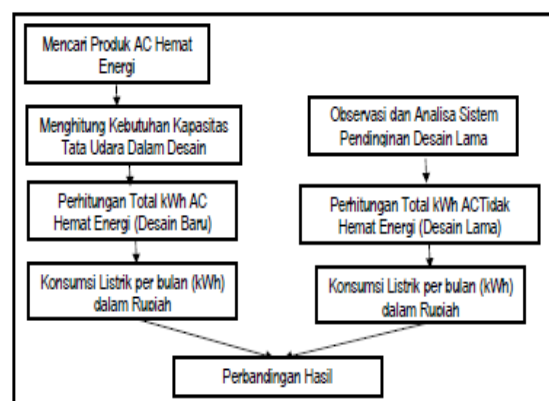 Mencari Produk AC Hemat
Energi
Menghitung Kebutuhan Kapasitas
Tata Udara Dalam Desain
Perhitungan Total kWh AC
Hemat Energi (Desain Baru)
Konsumsi Listrik per bulan (kWh)
dalam Rupiah
Observasi dan Analisa Sistem
Pendinginan Desain Lama
Perhitungan Total kWh ACTidak
Hemat Energi (Desain Lama)
Konsumsi Listrik per bulan (kWh)
dalam Rupiah
Perbandingan Hasil